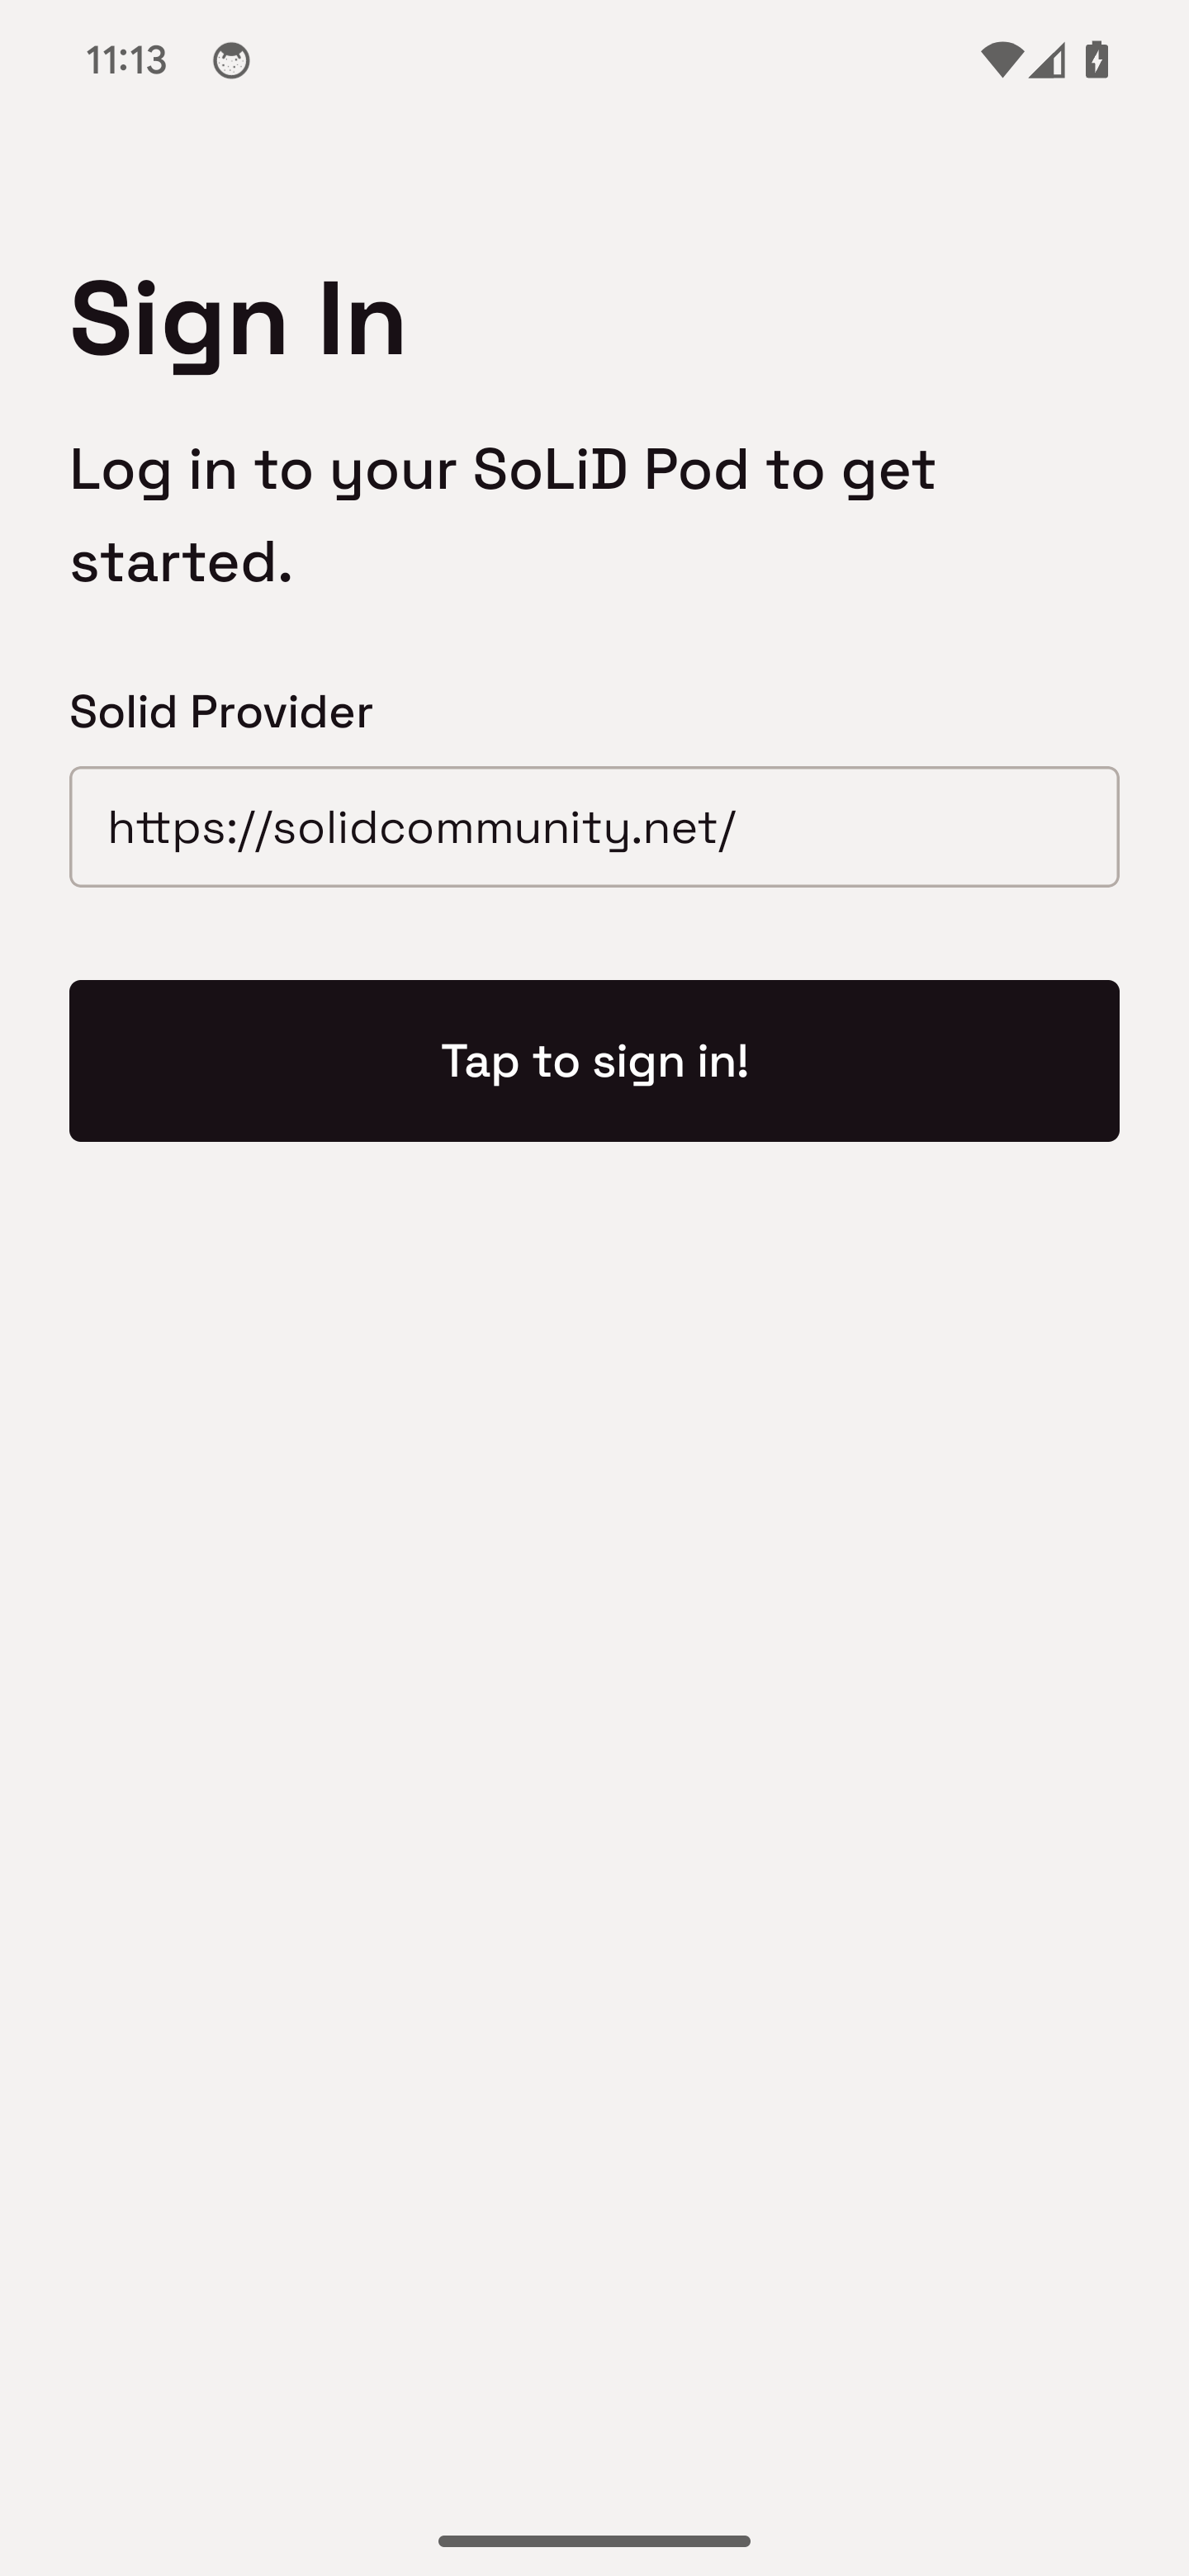 11:13
Sign In
Log in to your SoLiD Pod to get
started.
Solid Provider
https://solidcommunity.net/
Tap to sign in!